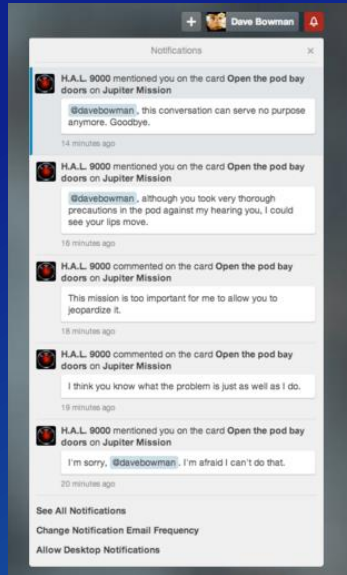 + Dave Bowman
Notifications ×
H.A.L. 9000 mentioned you on the card Open the pod bay
doors on Jupiter Mission
@davebowman, this conversation can serve no purpose
anymore. Goodbye.
14 minutes ago
H.A.L. 9000 mentioned you on the card Open the pod bay
doors on Jupiter Mission
@davebowman, although you took very thorough
precautions in the pod against my hearing you, I could
see your lips move.
16 minutes ago
H.A.L. 9000 commented on the card Open the pod bay
doors on Jupiter Mission
This mission is too important for me to allow you to
jeopardize it.
18 minutes ago
H.A.L. 9000 commented on the card Open the pod bay
doors on Jupiter Mission
I think you know what the problem is just as well as I do.
19 minutes ago
H.A.L. 9000 mentioned you on the card Open the pod bay
doors on Jupiter Mission
I'm sorry, @davebowman. I'm afraid I can't do that.
20 minutes ago
See All Notifications
Change Notification Email Frequency
Allow Desktop Notifications